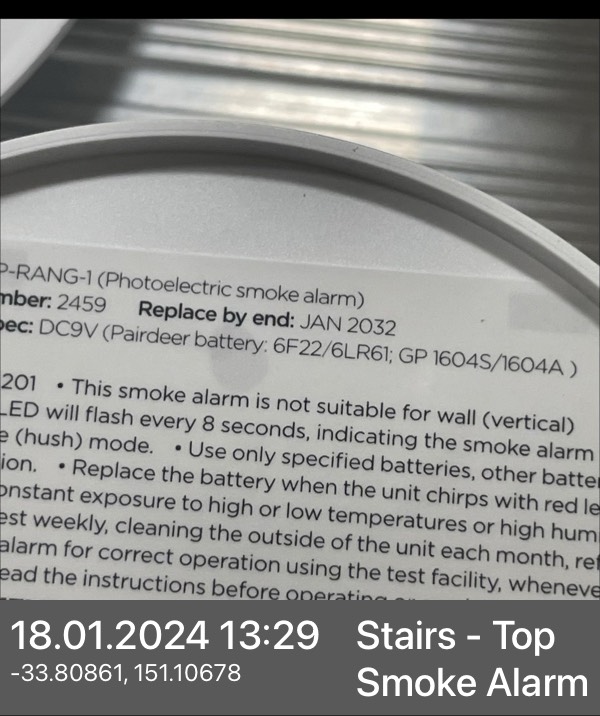 P-RANG-1 (Photoelectric smoke alarm)
mber: 2459 Replace by end: JAN 2032
pec: DC9V (Pairdeer battery: 6F22/6LR61; GP 1604S/1604A )
201 • This smoke alarm is not suitable for wall (vertical)
LED will flash every 8 seconds, indicating the smoke alarm
e (hush) mode. • Use only specified batteries, other batte
ion. • Replace the battery when the unit chirps with red le
onstant exposure to high or low temperatures or high hum
est weekly, cleaning the outside of the unit each month, ref
alarm for correct operation using the test facility, wheneve
ead the instructions before operating
18.01.2024 13:29
-33.80861, 151.10678
Stairs - Top
Smoke Alarm